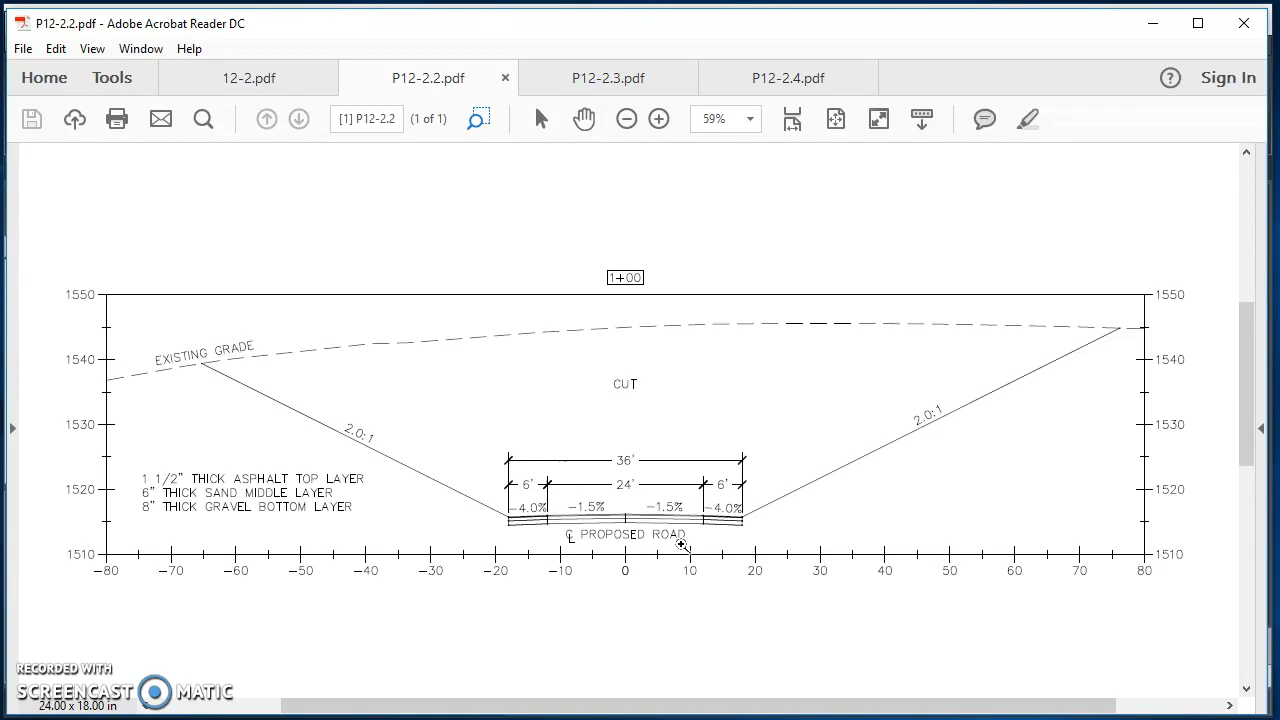 P12-2.2.pdf - Adobe Acrobat Reader DC
File Edit View Window Help
Home Tools 12-2.pdf P12-2.2.pdf × P12-2.3.pdf P12-2.4.pdf ? Sign In
[1] P12-2.2 (1 of 1) 59%
1+00
1550 1550
1540 EXISTING GRADE 1540
CUT
1530 2.0:1 2.0:1 1530
36'
1 1/2" THICK ASPHALT TOP LAYER
6' 24' 6'
1520 6" THICK SAND MIDDLE LAYER 1520
8" THICK GRAVEL BOTTOM LAYER
−4.0% −1.5% −1.5% −4.0%
℄ PROPOSED ROAD
1510 1510
−80 −70 −60 −50 −40 −30 −20 −10 0 10 20 30 40 50 60 70 80
RECORDED WITH
SCREENCAST MATIC
24.00 x 18.00 in